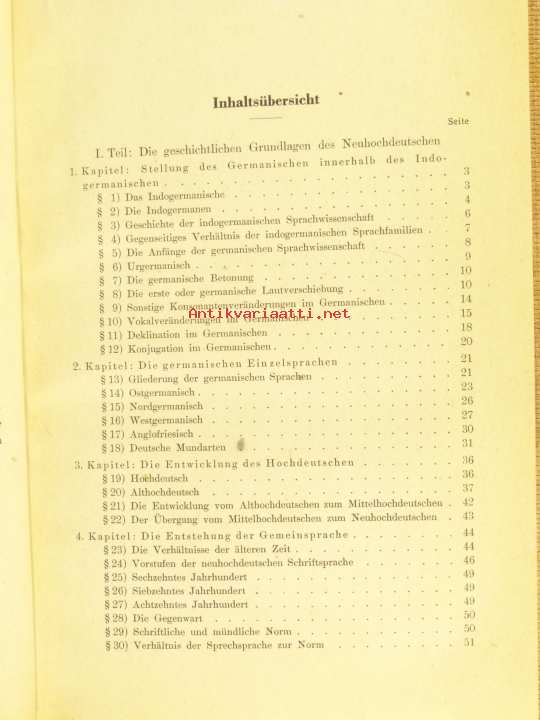 Inhaltsübersicht
Seite
I. Teil: Die geschichtlichen Grundlagen des Neuhochdeutschen
1. Kapitel: Stellung des Germanischen innerhalb des Indo-
germanischen . . . . . . . . . . . . . . . . 3
§ 1) Das Indogermanische . . . . . . . . . . . . . 3
§ 2) Die Indogermanen . . . . . . . . . . . . . 4
§ 3) Geschichte der indogermanischen Sprachwissenschaft . . . . 6
§ 4) Gegenseitiges Verhältnis der indogermanischen Sprachfamilien . . 7
§ 5) Die Anfänge der germanischen Sprachwissenschaft . . . . . 8
§ 6) Urgermanisch . . . . . . . . . . . . . . . 9
§ 7) Die germanische Betonung . . . . . . . . . . . 10
§ 8) Die erste oder germanische Lautverschiebung . . . . . . 10
§ 9) Sonstige Konsonantenveränderungen im Germanischen . . . . 14
§ 10) Vokalveränderungen im Germanischen . . . . . . . . 15
§ 11) Deklination im Germanischen . . . . . . . . . . 18
§ 12) Konjugation im Germanischen . . . . . . . . . . 20
Antikvariaatti.net
2. Kapitel: Die germanischen Einzelsprachen . . . . . . . 21
§ 13) Gliederung der germanischen Sprachen . . . . . . . . 21
§ 14) Ostgermanisch . . . . . . . . . . . . . . . 23
§ 15) Nordgermanisch . . . . . . . . . . . . . . 26
§ 16) Westgermanisch . . . . . . . . . . . . . . 27
§ 17) Anglofriesisch . . . . . . . . . . . . . . . 30
§ 18) Deutsche Mundarten . . . . . . . . . . . . . 31
3. Kapitel: Die Entwicklung des Hochdeutschen . . . . . . 36
§ 19) Hochdeutsch . . . . . . . . . . . . . . . 36
§ 20) Althochdeutsch . . . . . . . . . . . . . . 37
§ 21) Die Entwicklung vom Althochdeutschen zum Mittelhochdeutschen . 42
§ 22) Der Übergang vom Mittelhochdeutschen zum Neuhochdeutschen . 43
4. Kapitel: Die Entstehung der Gemeinsprache . . . . . . . 44
§ 23) Die Verhältnisse der älteren Zeit . . . . . . . . . . 44
§ 24) Vorstufen der neuhochdeutschen Schriftsprache . . . . . . 46
§ 25) Sechzehntes Jahrhundert . . . . . . . . . . . . 49
§ 26) Siebzehntes Jahrhundert . . . . . . . . . . . . 49
§ 27) Achtzehntes Jahrhundert . . . . . . . . . . . . 49
§ 28) Die Gegenwart . . . . . . . . . . . . . . . 50
§ 29) Schriftliche und mündliche Norm . . . . . . . . . . 50
§ 30) Verhältnis der Sprechsprache zur Norm . . . . . . . 51